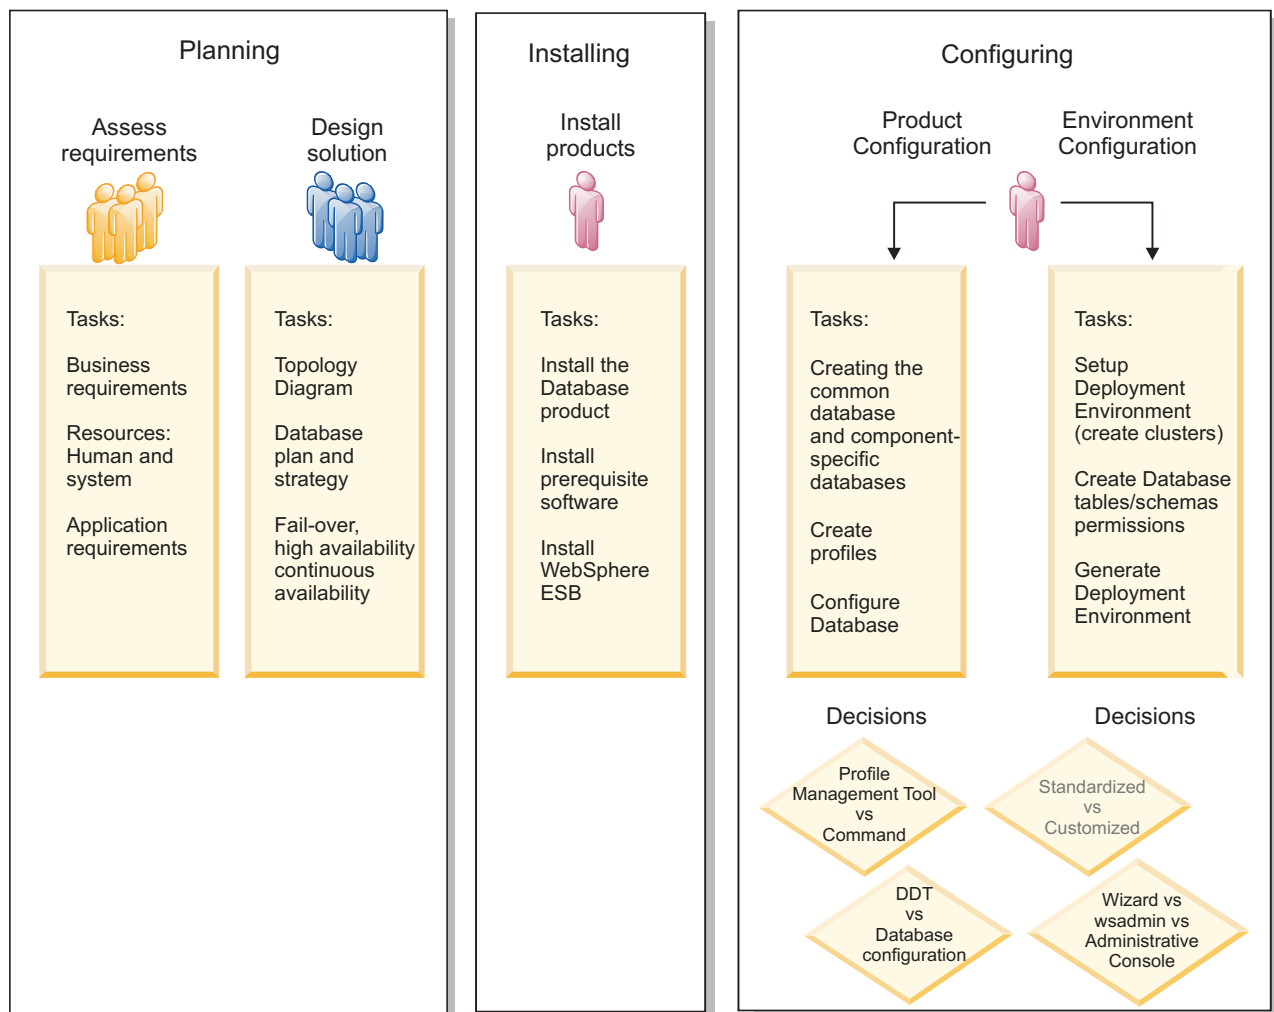 Planning
Assess
requirements
Design
solution
Tasks:
Business
requirements
Resources:
Human and
system
Application
requirements
Tasks:
Topology
Diagram
Database
plan and
strategy
Fail-over,
high availability
continuous
availability
Installing
Install
products
Tasks:
Install the
Database
product
Install
prerequisite
software
Install
WebSphere
ESB
Configuring
Product
Configuration
Environment
Configuration
Tasks:
Creating the
common
database
and component-
specific
databases
Create
profiles
Configure
Database
Tasks:
Setup
Deployment
Environment
(create clusters)
Create Database
tables/schemas
permissions
Generate
Deployment
Environment
Decisions
Profile
Management Tool
vs
Command
DDT
vs
Database
configuration
Decisions
Standardized
vs
Customized
Wizard vs
wsadmin vs
Administrative
Console